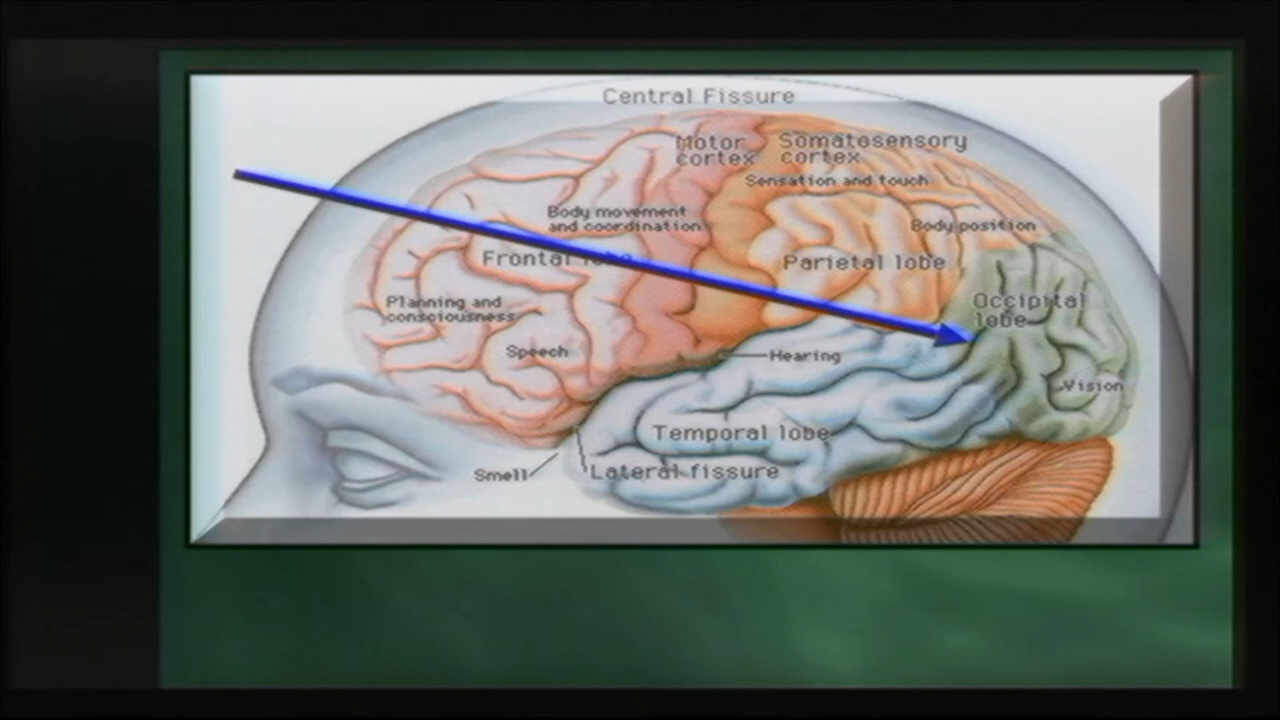 Central Fissure
Motor
cortex
Somatosensory
cortex
Sensation and touch
Body movement
and coordination
Body position
Frontal lobe
Parietal lobe
Planning and
consciousness
Occipital
lobe
Speech
Hearing
Vision
Temporal lobe
Smell
Lateral fissure